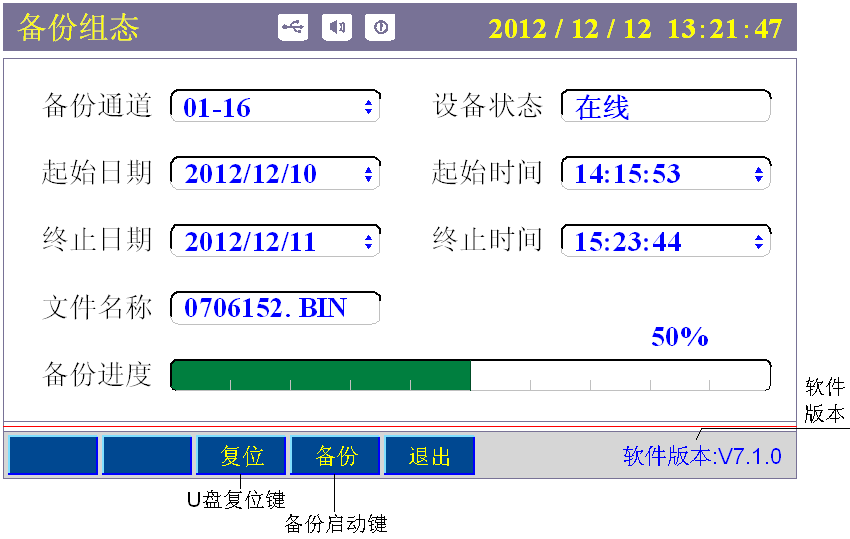 备份组态 2012 / 12 / 12 13:21:47
备份通道 01-16 设备状态 在线
起始日期 2012/12/10 起始时间 14:15:53
终止日期 2012/12/11 终止时间 15:23:44
文件名称 0706152. BIN
50%
备份进度
软件
版本
复位 备份 退出 软件版本:V7.1.0
U盘复位键
备份启动键